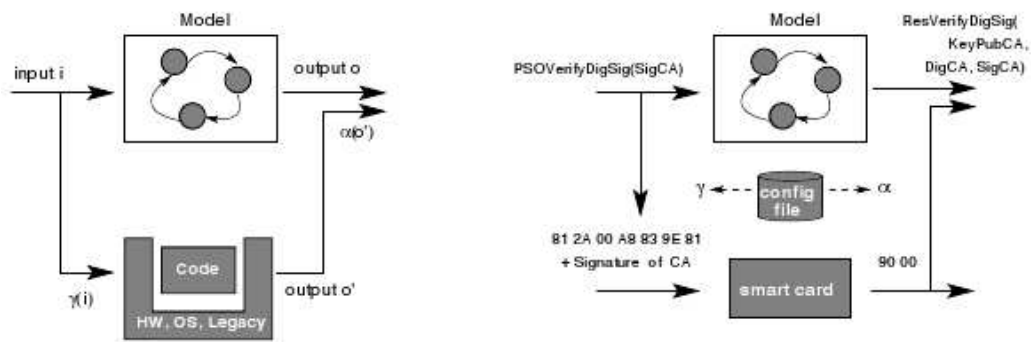 Model
input i
output o
α(o')
Code
γ(i)
output o'
HW, OS, Legacy
Model
ResVerifyDigSig(
KeyPubCA,
DigCA, SigCA)
PSOVerifyDigSig(SigCA)
γ
config
file
α
81 2A 00 A8 83 9E 81
+ Signature of CA
90 00
smart card